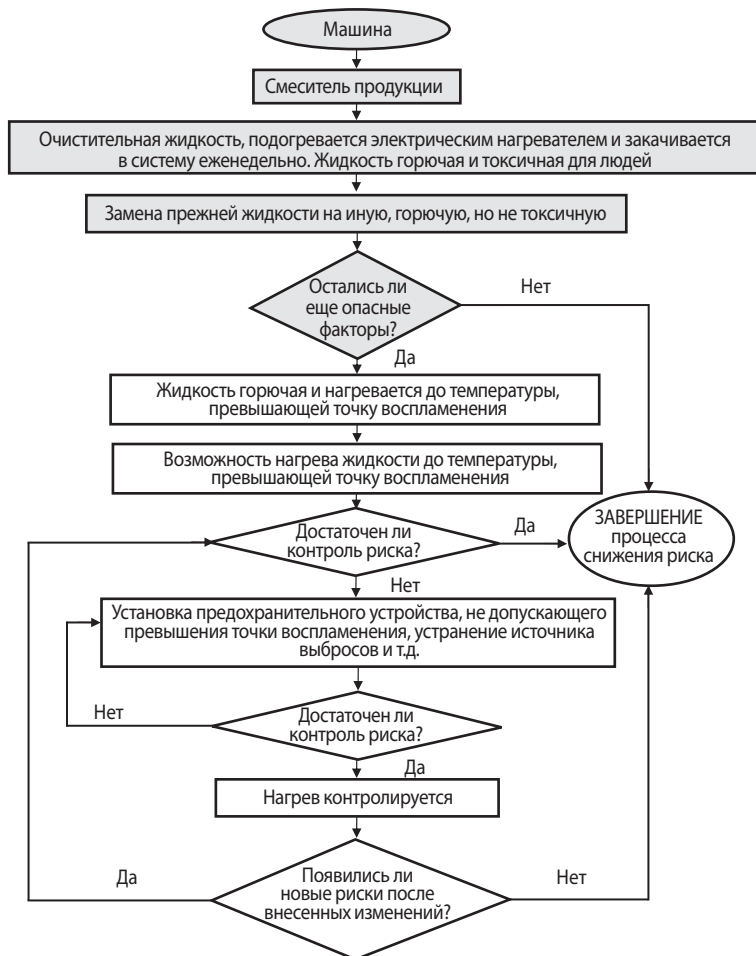 Машина
Смеситель продукции
Очистительная жидкость, подогревается электрическим нагревателем и закачивается
в систему еженедельно. Жидкость горючая и токсичная для людей
Замена прежней жидкости на иную, горючую, но не токсичную
Остались ли
еще опасные
факторы?
Нет
Да
Жидкость горючая и нагревается до температуры,
превышающей точку воспламенения
Возможность нагрева жидкости до температуры,
превышающей точку воспламенения
Достаточен ли
контроль риска?
Да
ЗАВЕРШЕНИЕ
процесса
снижения риска
Нет
Установка предохранительного устройства, не допускающего
превышения точки воспламенения, устранение источника
выбросов и т.д.
Нет
Достаточен ли
контроль риска?
Да
Нагрев контролируется
Да
Появились ли
новые риски после
внесенных изменений?
Нет